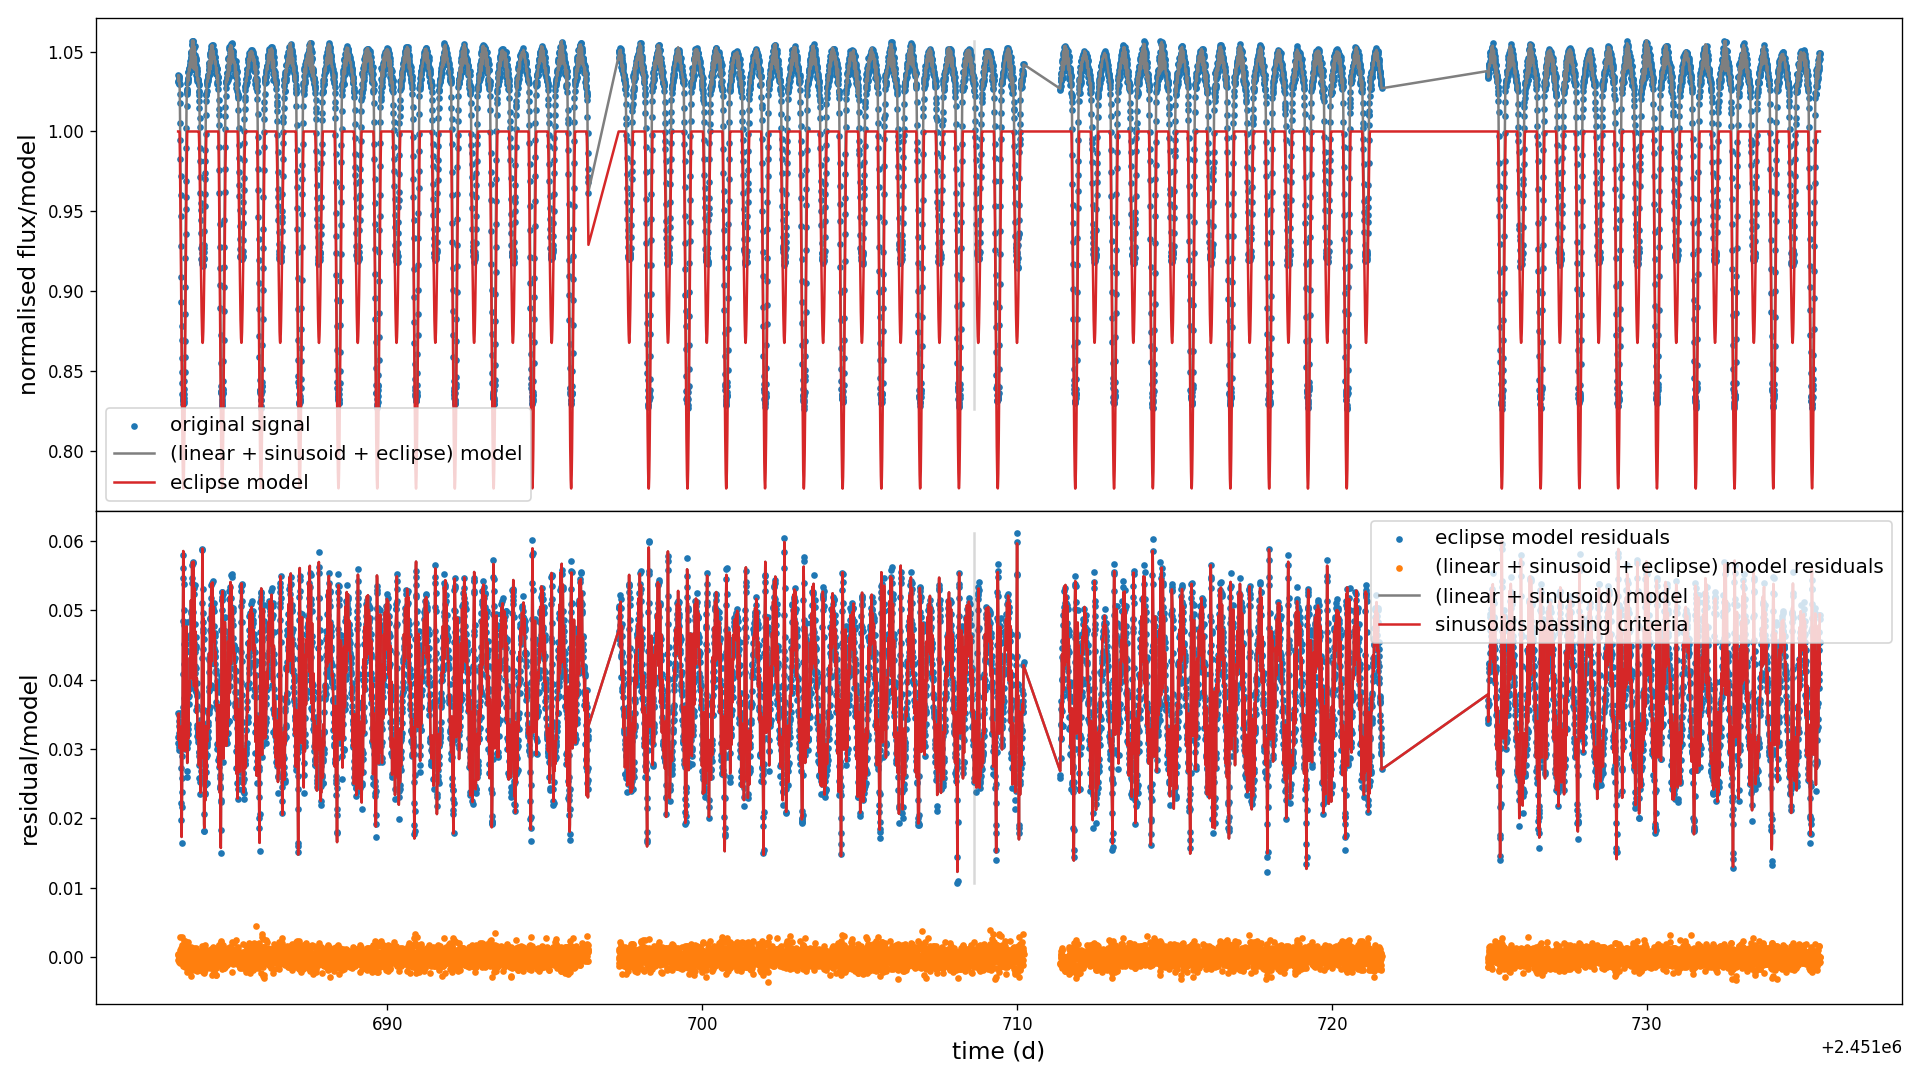 1.05
1.00
0.95
0.90
0.85
0.80
normalised flux/model
original signal
(linear + sinusoid + eclipse) model
eclipse model
0.06
0.05
0.04
0.03
0.02
0.01
0.00
residual/model
eclipse model residuals
(linear + sinusoid + eclipse) model residuals
(linear + sinusoid) model
sinusoids passing criteria
690 700 710 720 730
time (d)
+2.451e6